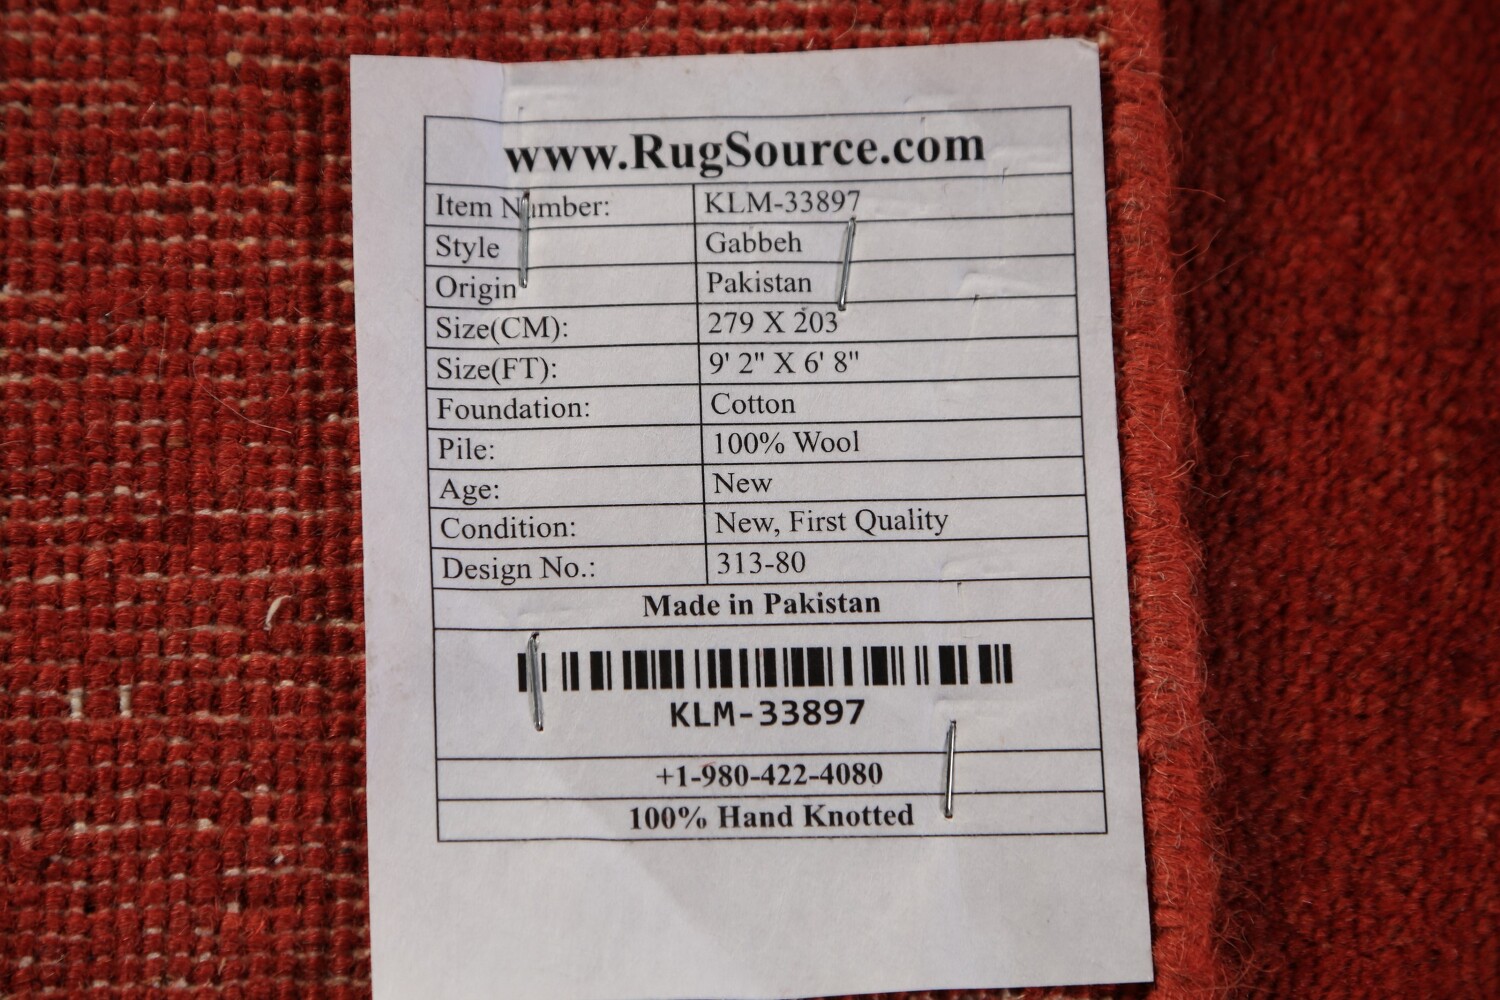 www.RugSource.com
Item Number: KLM-33897
Style Gabbeh
Origin Pakistan
Size(CM): 279 X 203
Size(FT): 9' 2" X 6' 8"
Foundation: Cotton
Pile: 100% Wool
Age: New
Condition: New, First Quality
Design No.: 313-80
Made in Pakistan
KLM-33897
+1-980-422-4080
100% Hand Knotted